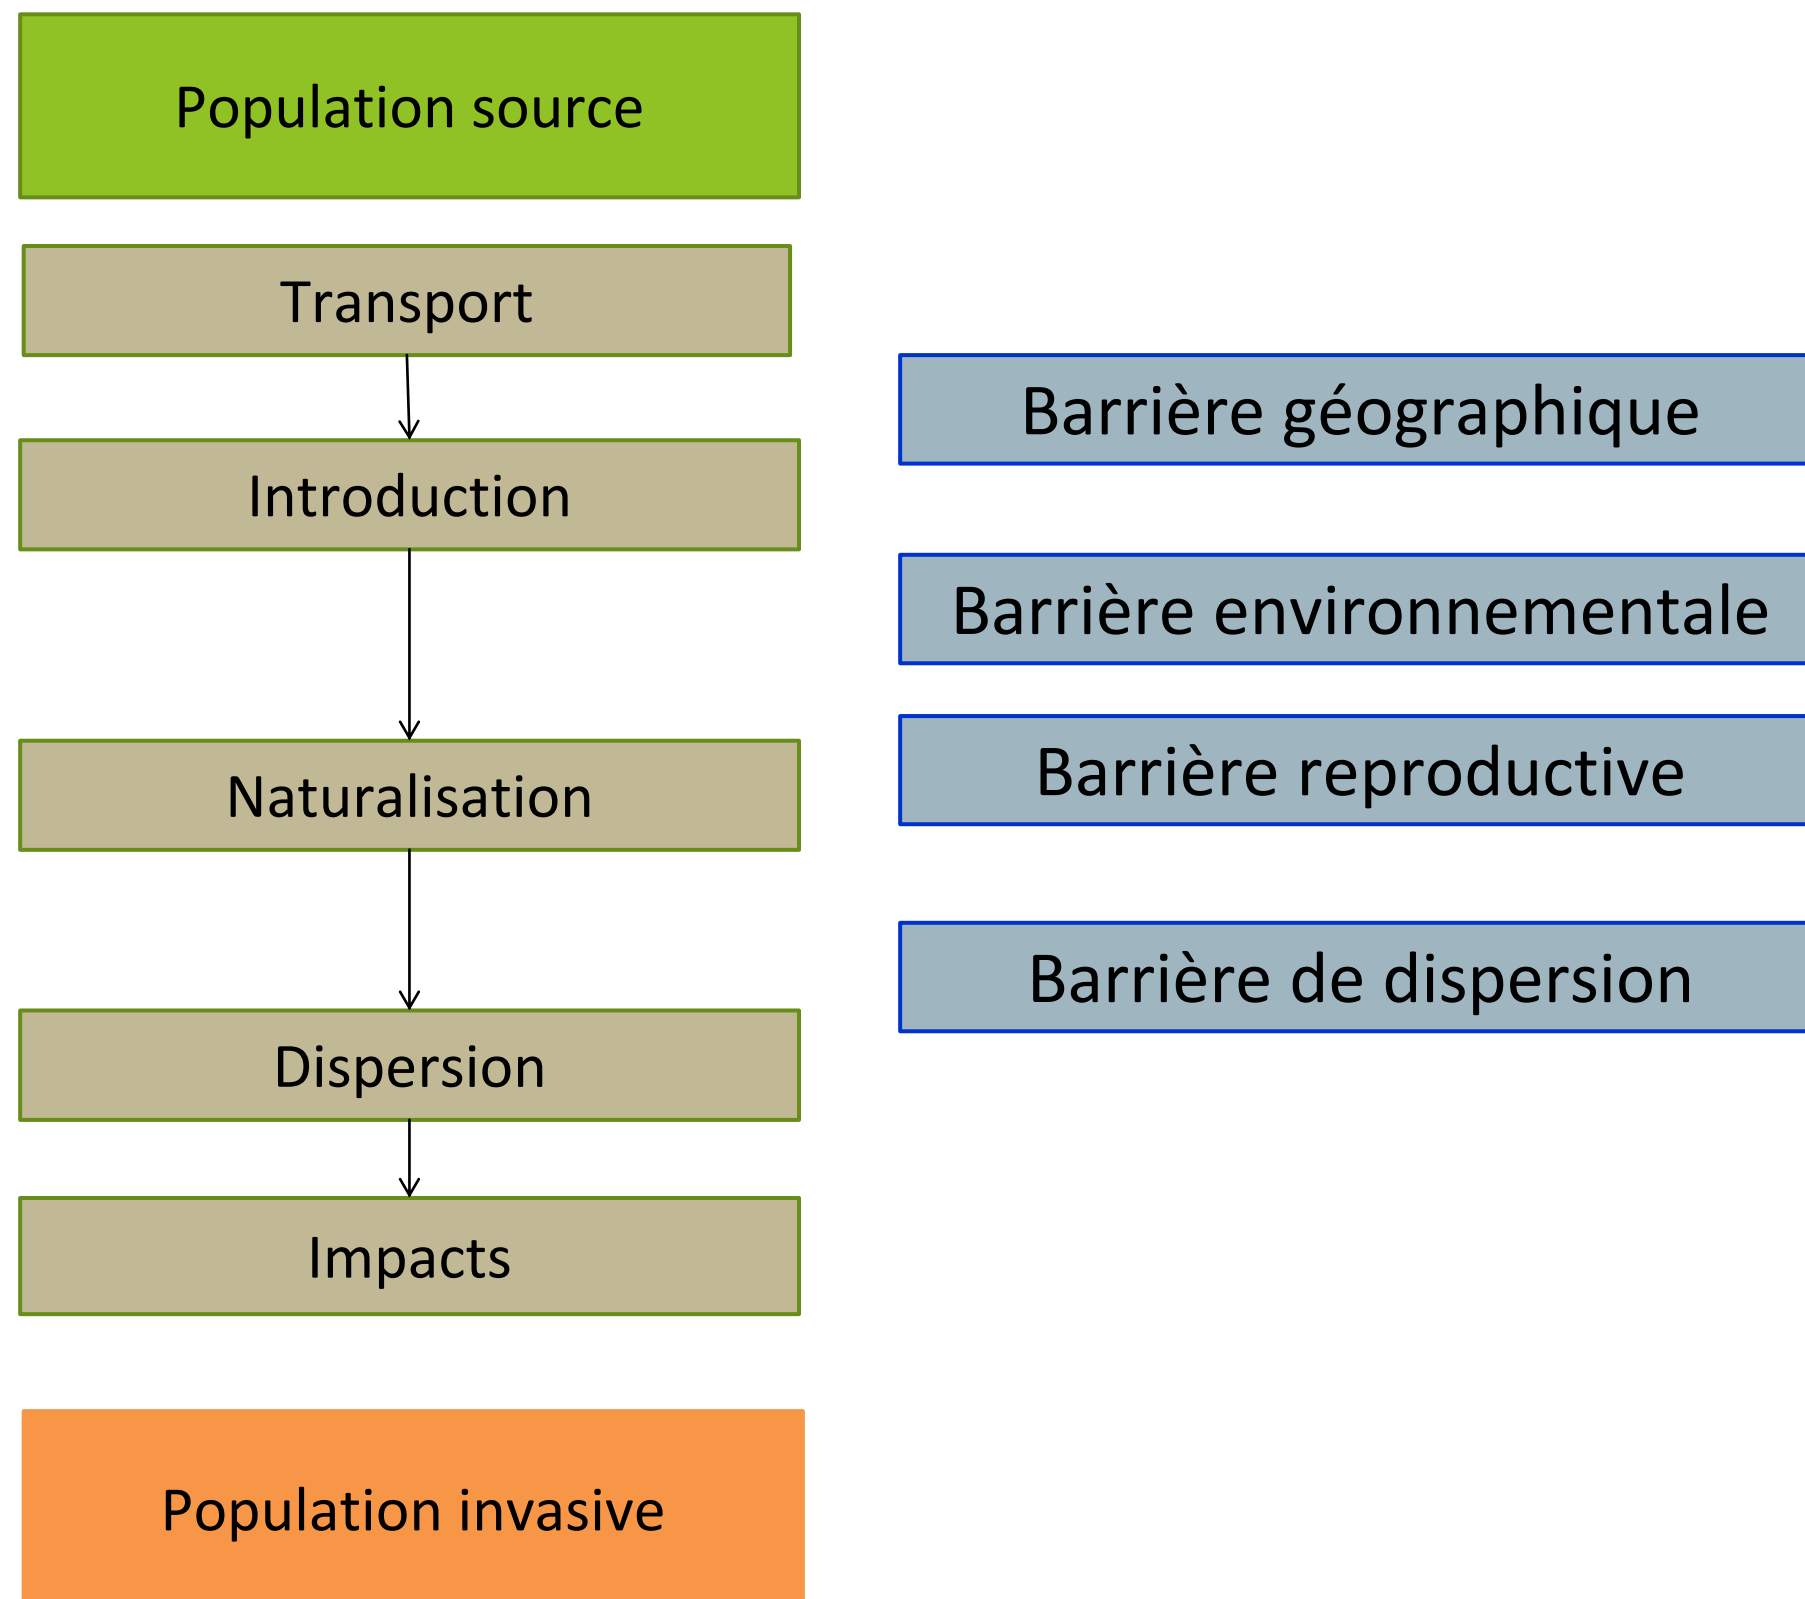 Population source
Transport
Introduction
Naturalisation
Dispersion
Impacts
Population invasive
Barrière géographique
Barrière environnementale
Barrière reproductive
Barrière de dispersion